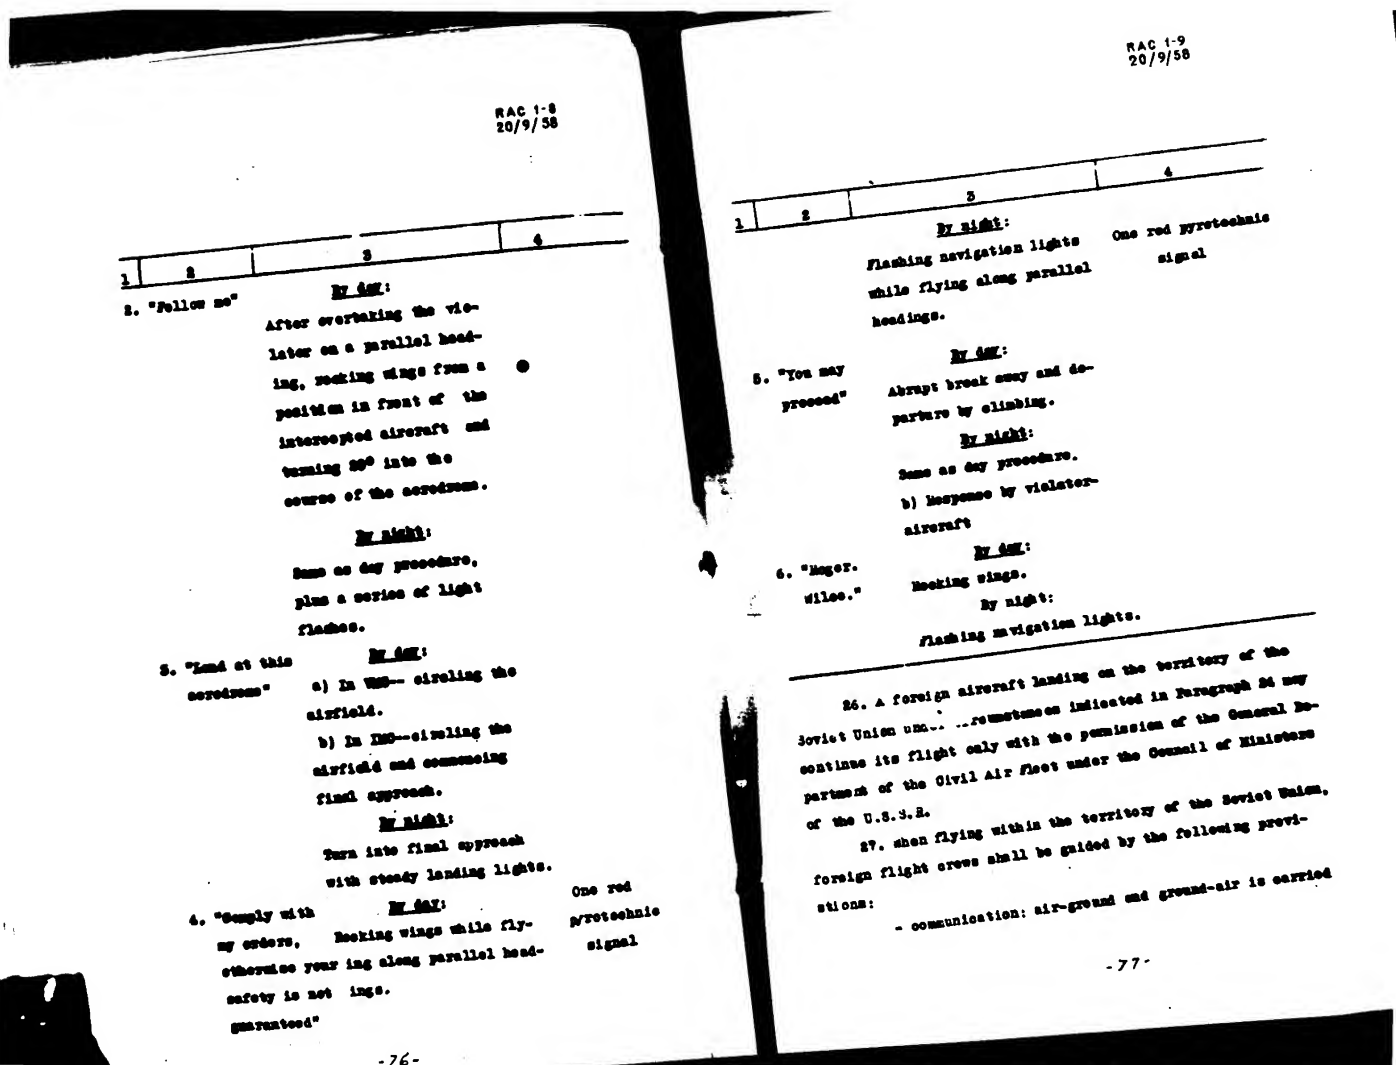 RAC 1-8
20/9/58
1 2 3 4
2. "Follow me" By day:
After overtaking the vio-
lator on a parallel head-
ing, rocking wings from a
position in front of the
intercepted aircraft and
turning 20° into the
course of the aerodrome.
By night:
Same as day procedure,
plus a series of light
flashes.
3. "Land at this By day:
aerodrome" a) In VMC-- circling the
airfield.
b) In IMC--circling the
airfield and commencing
final approach.
By night:
Turn into final approach
with steady landing lights.
4. "Comply with By day: One red
my orders, Rocking wings while fly- pyrotechnic
otherwise your ing along parallel head- signal
safety is not ings.
guaranteed"
-76-
RAC 1-9
20/9/58
1 2 3 4
By night:
Flashing navigation lights One red pyrotechnic
while flying along parallel signal
headings.
5. "You may By day:
proceed" Abrupt break away and de-
parture by climbing.
By night:
Same as day procedure.
b) Response by violator-
aircraft
6. "Roger. By day:
Wilco." Rocking wings.
By night:
Flashing navigation lights.
26. A foreign aircraft landing on the territory of the
Soviet Union indicated in Paragraph 24 may
continue its flight only with the permission of the General De-
partment of the Civil Air Fleet under the Council of Ministers
of the U.S.S.R.
27. When flying within the territory of the Soviet Union,
foreign flight crews shall be guided by the following provi-
sions:
- communication: air-ground and ground-air is carried
-77-